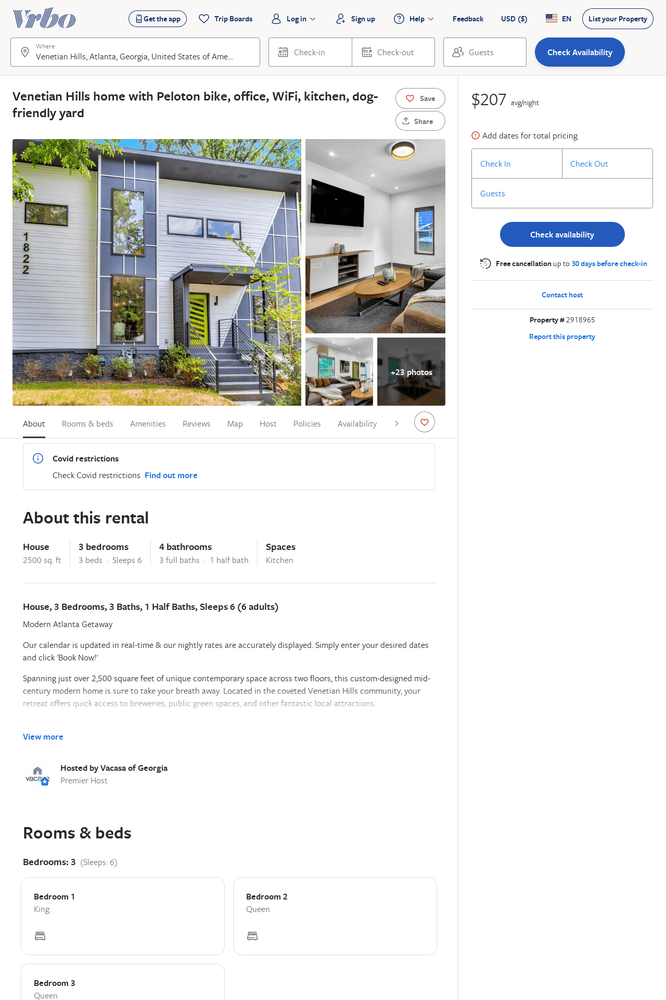 Vrbo
Get the app
Trip Boards
Log in
Sign up
Help
Feedback
USD ($)
EN
List your Property
Where
Venetian Hills, Atlanta, Georgia, United States of Ame...
Check-in
Check-out
Guests
Check Availability
Venetian Hills home with Peloton bike, office, WiFi, kitchen, dog-
friendly yard
Save
Share
1
8
2
2
+23 photos
$207 avg/night
Add dates for total pricing
Check In
Check Out
Guests
Check availability
Free cancellation up to 30 days before check-in
Contact host
Property # 2918965
Report this property
About
Rooms & beds
Amenities
Reviews
Map
Host
Policies
Availability
Covid restrictions
Check Covid restrictions Find out more
About this rental
House
2500 sq. ft
3 bedrooms
3 beds · Sleeps 6
4 bathrooms
3 full baths · 1 half bath
Spaces
Kitchen
House, 3 Bedrooms, 3 Baths, 1 Half Baths, Sleeps 6 (6 adults)
Modern Atlanta Getaway
Our calendar is updated in real-time & our nightly rates are accurately displayed. Simply enter your desired dates
and click 'Book Now!'
Spanning just over 2,500 square feet of unique contemporary space across two floors, this custom-designed mid-
century modern home is sure to take your breath away. Located in the coveted Venetian Hills community, your
retreat offers quick access to breweries, public green spaces, and other fantastic local attractions.
View more
vacasa
Hosted by Vacasa of Georgia
Premier Host
Rooms & beds
Bedrooms: 3 (Sleeps: 6)
Bedroom 1
King
Bedroom 2
Queen
Bedroom 3
Queen